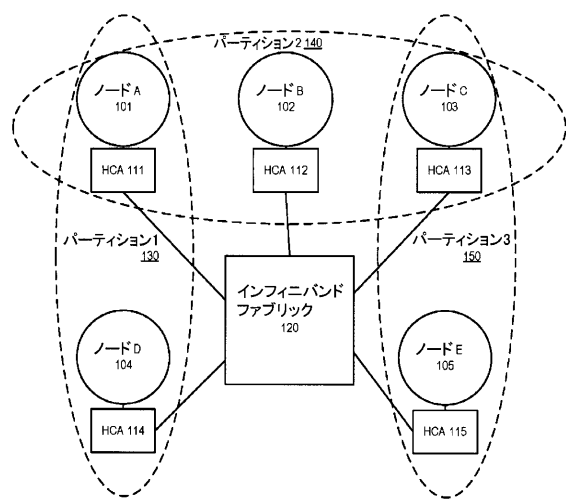 パーティション2 140
ノードA
101
ノードB
102
ノードC
103
HCA 111
HCA 112
HCA 113
パーティション1
130
パーティション3
150
インフィニバンド
ファブリック
120
ノードD
104
ノードE
105
HCA 114
HCA 115